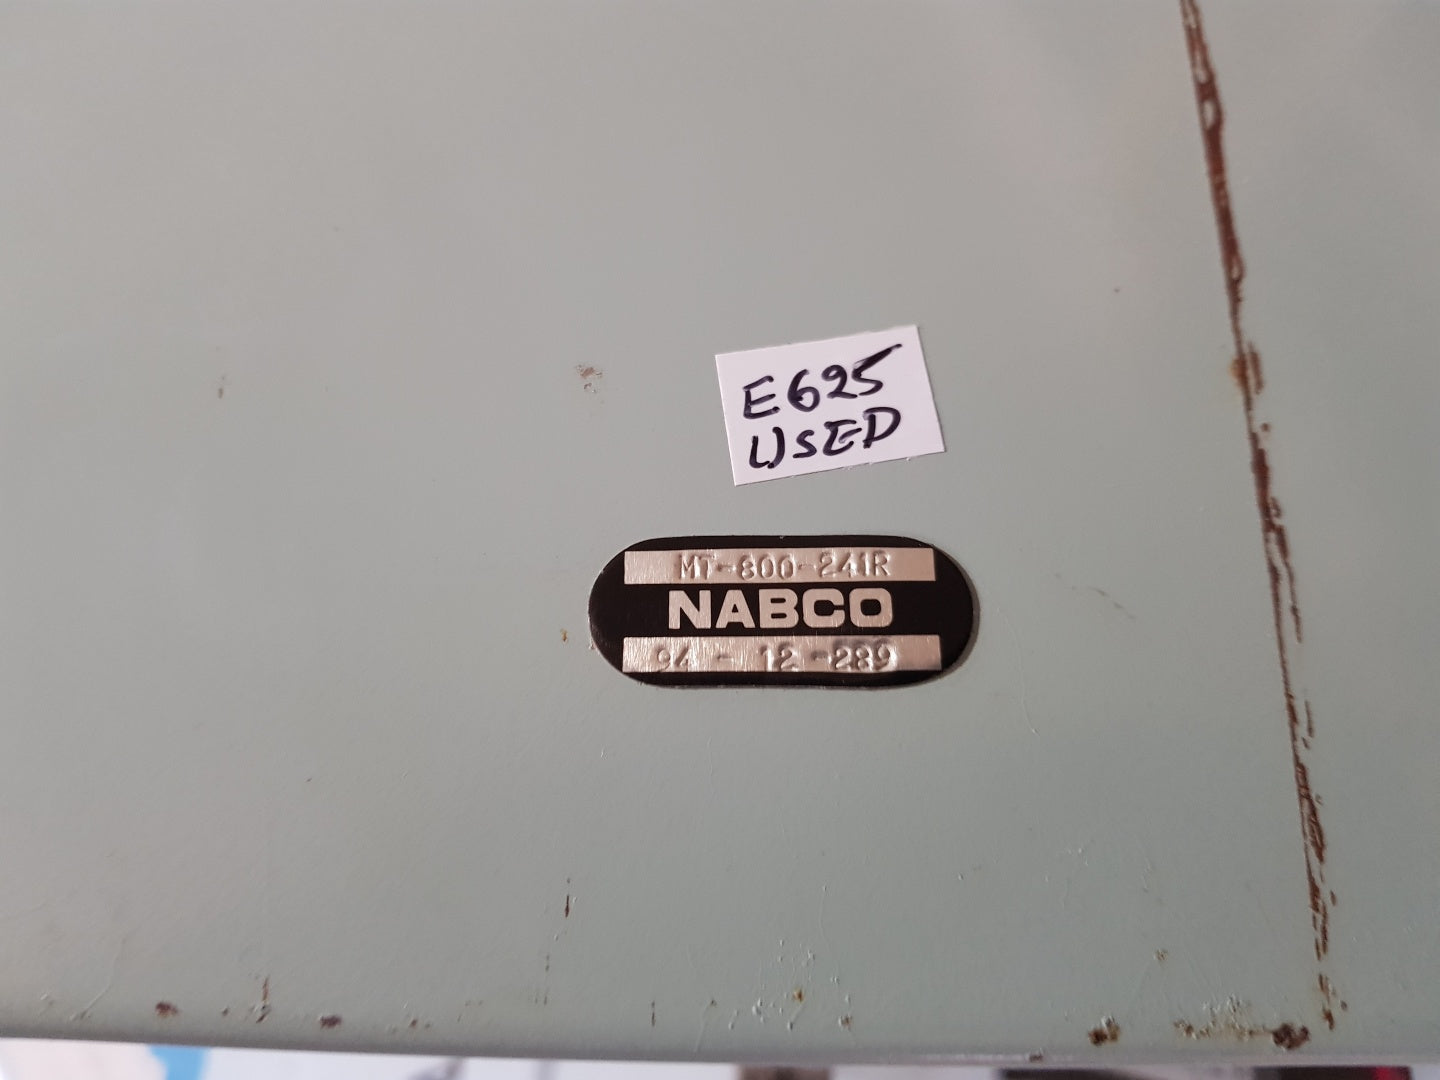 E625
USED
MT-800-241R
NABCO
94 - 12 -289